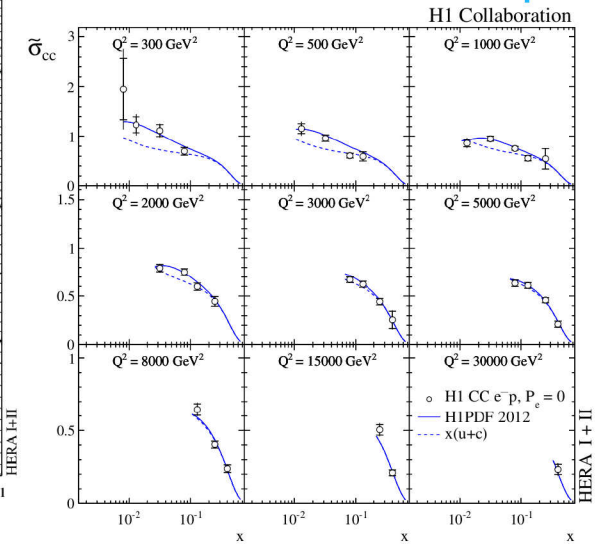 H1 Collaboration
σ̃cc
Q² = 300 GeV²
Q² = 500 GeV²
Q² = 1000 GeV²
3
2
1
0
Q² = 2000 GeV²
Q² = 3000 GeV²
Q² = 5000 GeV²
1.5
1
0.5
0
Q² = 8000 GeV²
Q² = 15000 GeV²
Q² = 30000 GeV²
1
0.5
0
H1 CC e⁻p, Pe = 0
H1PDF 2012
x(u+c)
10⁻² 10⁻¹
10⁻² 10⁻¹
10⁻² 10⁻¹
x
x
x
HERA I+II
HERA I + II
1